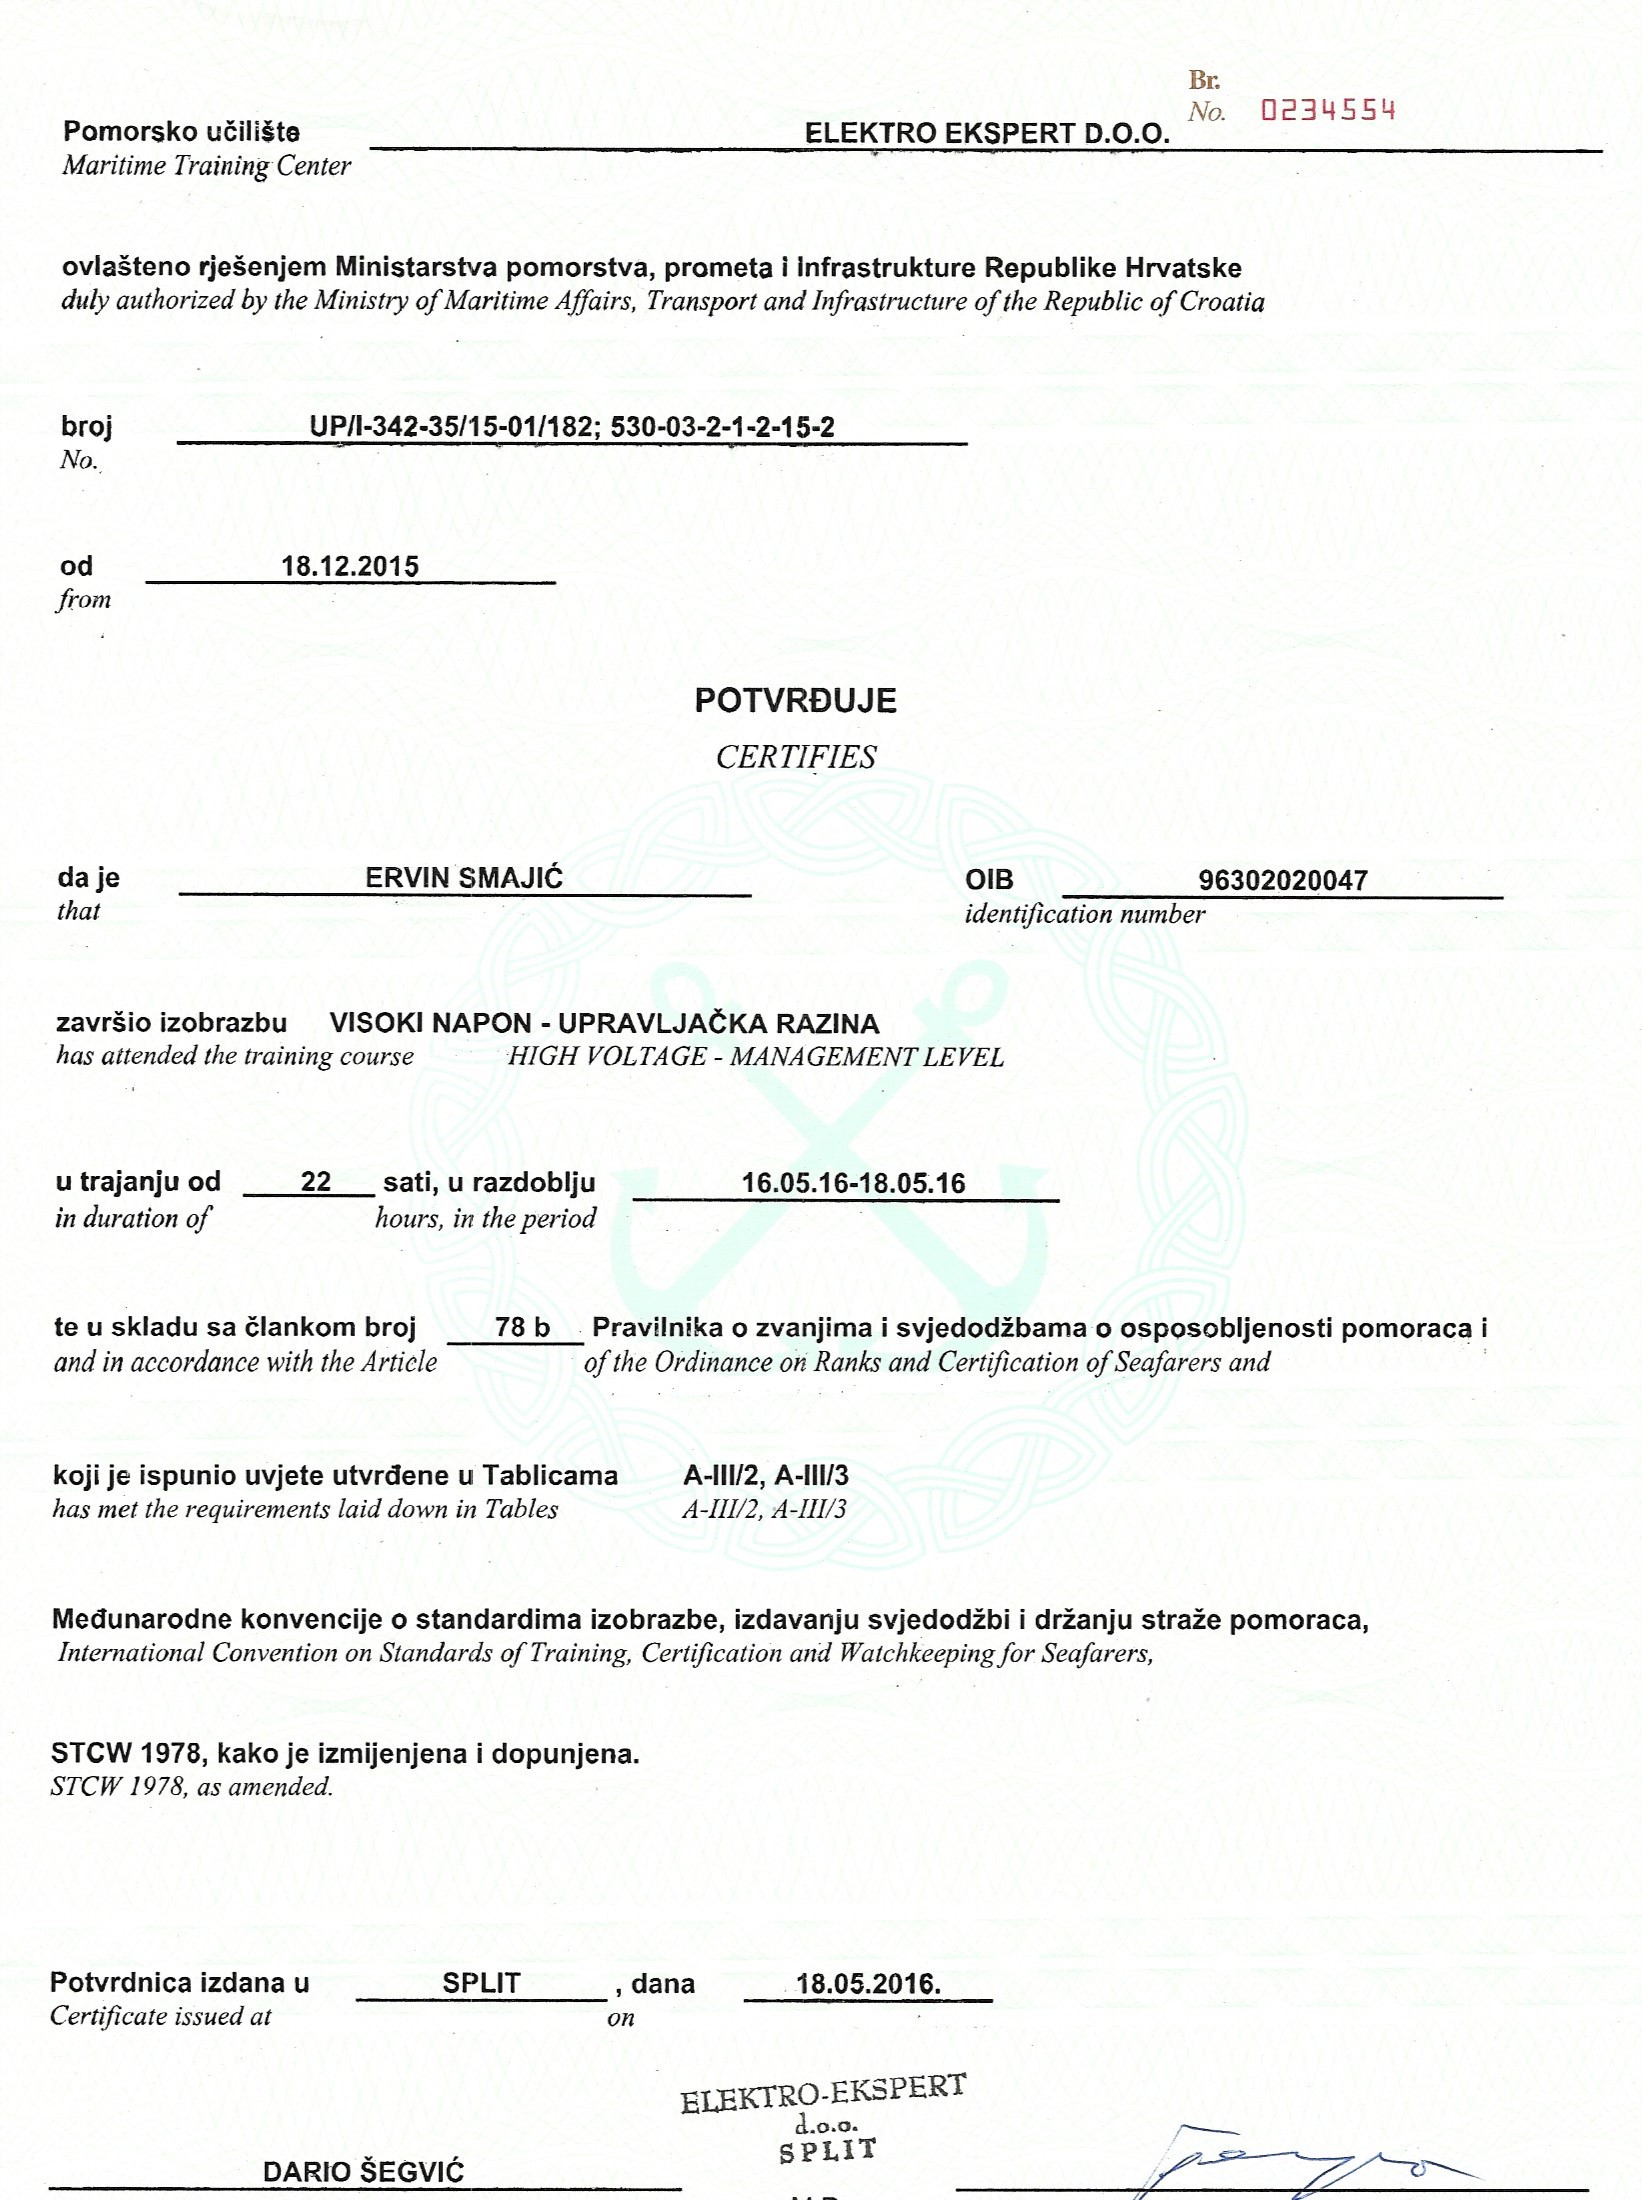 Br.
No. 0234554
Pomorsko učilište ELEKTRO EKSPERT D.O.O.
Maritime Training Center
ovlašteno rješenjem Ministarstva pomorstva, prometa i infrastrukture Republike Hrvatske
duly authorized by the Ministry of Maritime Affairs, Transport and Infrastructure of the Republic of Croatia
broj UP/I-342-35/15-01/182; 530-03-2-1-2-15-2
No.
od 18.12.2015
from
POTVRĐUJE
CERTIFIES
da je ERVIN SMAJIĆ OIB 96302020047
that identification number
završio izobrazbu VISOKI NAPON - UPRAVLJAČKA RAZINA
has attended the training course HIGH VOLTAGE - MANAGEMENT LEVEL
u trajanju od 22 sati, u razdoblju 16.05.16-18.05.16
in duration of hours, in the period
te u skladu sa člankom broj 78 b Pravilnika o zvanjima i svjedodžbama o osposobljenosti pomoraca i
and in accordance with the Article of the Ordinance on Ranks and Certification of Seafarers and
koji je ispunio uvjete utvrđene u Tablicama A-III/2, A-III/3
has met the requirements laid down in Tables A-III/2, A-III/3
Međunarodne konvencije o standardima izobrazbe, izdavanju svjedodžbi i držanju straže pomoraca,
International Convention on Standards of Training, Certification and Watchkeeping for Seafarers,
STCW 1978, kako je izmijenjena i dopunjena.
STCW 1978, as amended.
Potvrdnica izdana u SPLIT , dana 18.05.2016.
Certificate issued at on
ELEKTRO-EKSPERT
d.o.o.
SPLIT
DARIO ŠEGVIĆ